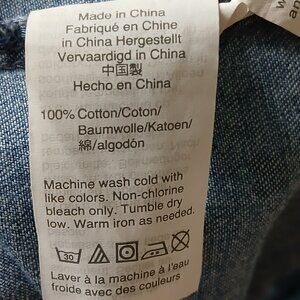 Made in China
Fabriqué en Chine
in China Hergestellt
Vervaardigd in China
中国製
Hecho en China
100% Cotton/Coton/
Baumwolle/Katoen/
綿/algodón
Machine wash cold with
like colors. Non-chlorine
bleach only. Tumble dry
low. Warm iron as needed.
30
Laver à la machine à l'eau
froide avec des couleurs